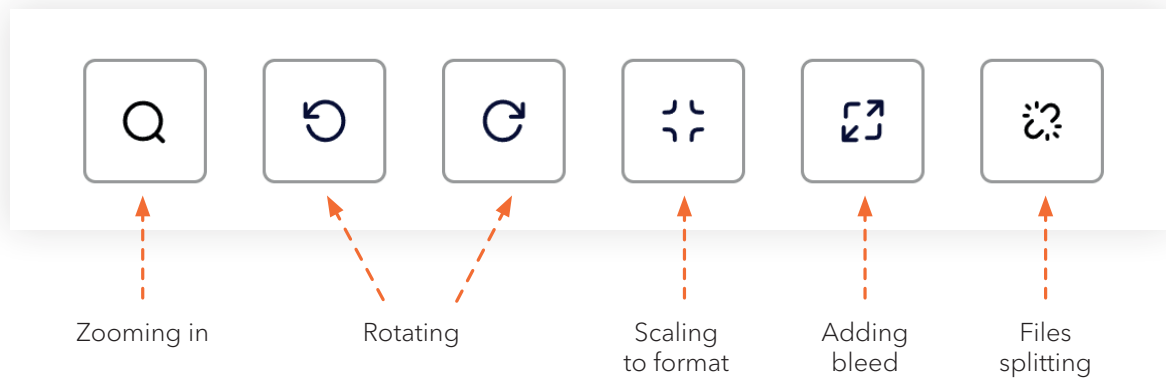 Zooming in
Rotating
Scaling
to format
Adding
bleed
Files
splitting